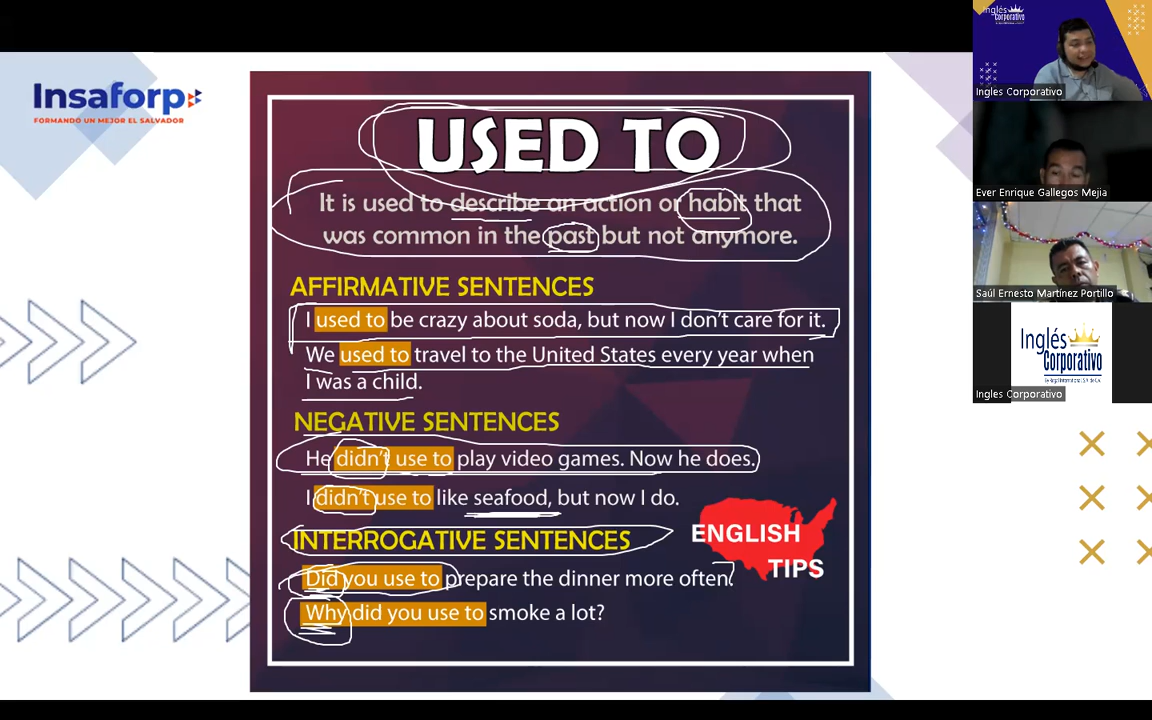 Insaforp
FORMANDO UN MEJOR EL SALVADOR
USED TO
It is used to describe an action or habit that
was common in the past but not anymore.
AFFIRMATIVE SENTENCES
I used to be crazy about soda, but now I don't care for it.
We used to travel to the United States every year when
I was a child.
NEGATIVE SENTENCES
He didn't use to play video games. Now he does.
I didn't use to like seafood, but now I do.
INTERROGATIVE SENTENCES
Did you use to prepare the dinner more often.
Why did you use to smoke a lot?
ENGLISH
TIPS
Inglés
Corporativo
Ingles Corporativo
Ever Enrique Gallegos Mejia
Saúl Ernesto Martínez Portillo
Inglés
Corporativo
Ingles Corporativo